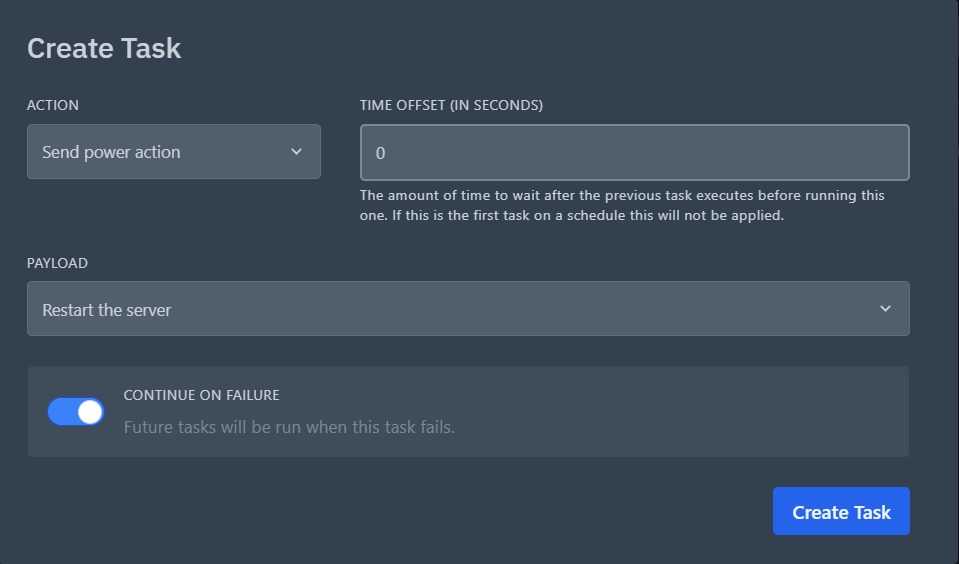 Create Task
ACTION
TIME OFFSET (IN SECONDS)
Send power action
0
The amount of time to wait after the previous task executes before running this
one. If this is the first task on a schedule this will not be applied.
PAYLOAD
Restart the server
CONTINUE ON FAILURE
Future tasks will be run when this task fails.
Create Task